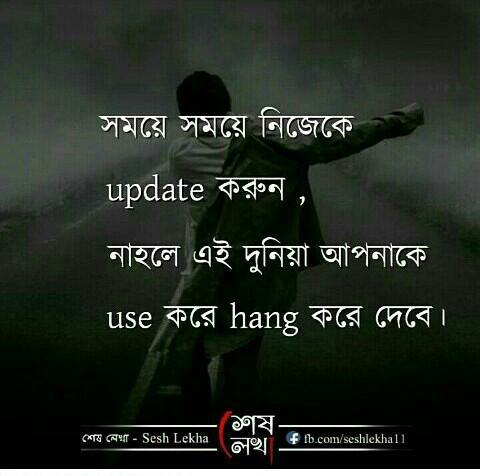 সময়ে সময়ে নিজেকে
update করুন ,
নাহলে এই দুনিয়া আপনাকে
use করে hang করে দেবে।
শেষ লেখা - Sesh Lekha
শেষ
লেখা
fb.com/seshlekha11